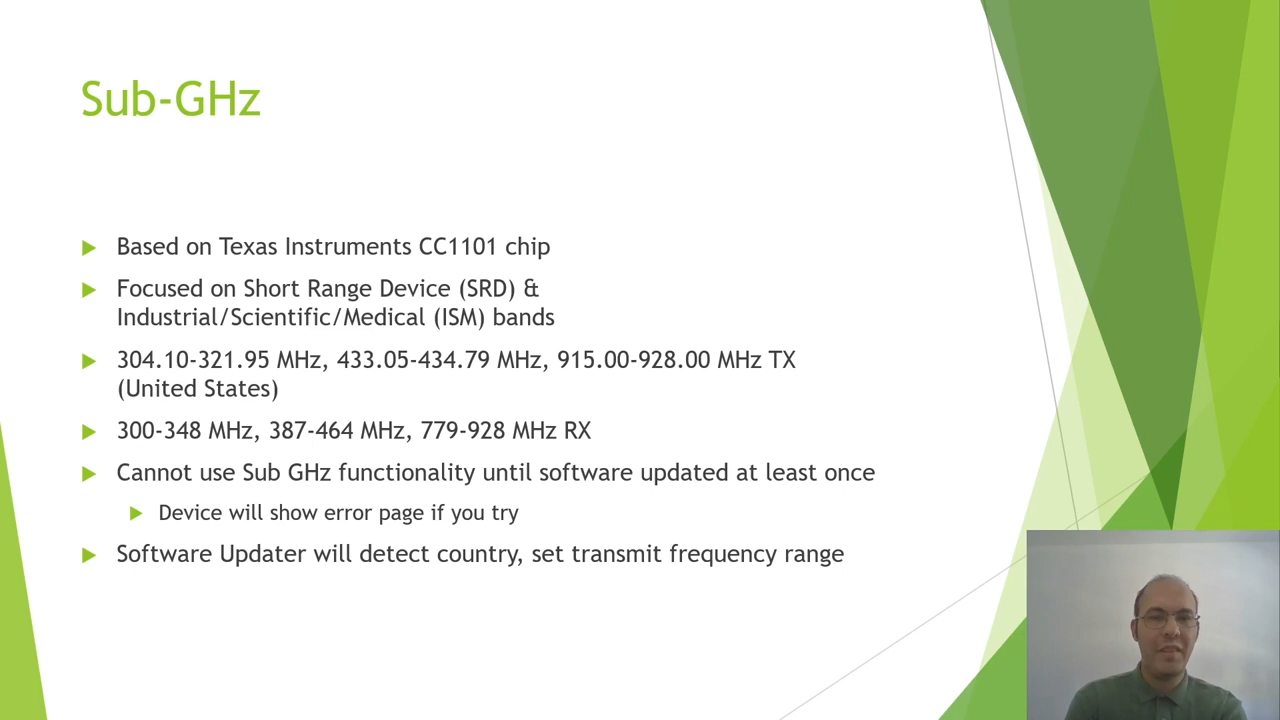 Sub-GHz
Based on Texas Instruments CC1101 chip
Focused on Short Range Device (SRD) &
Industrial/Scientific/Medical (ISM) bands
304.10-321.95 MHz, 433.05-434.79 MHz, 915.00-928.00 MHz TX
(United States)
300-348 MHz, 387-464 MHz, 779-928 MHz RX
Cannot use Sub GHz functionality until software updated at least once
Device will show error page if you try
Software Updater will detect country, set transmit frequency range